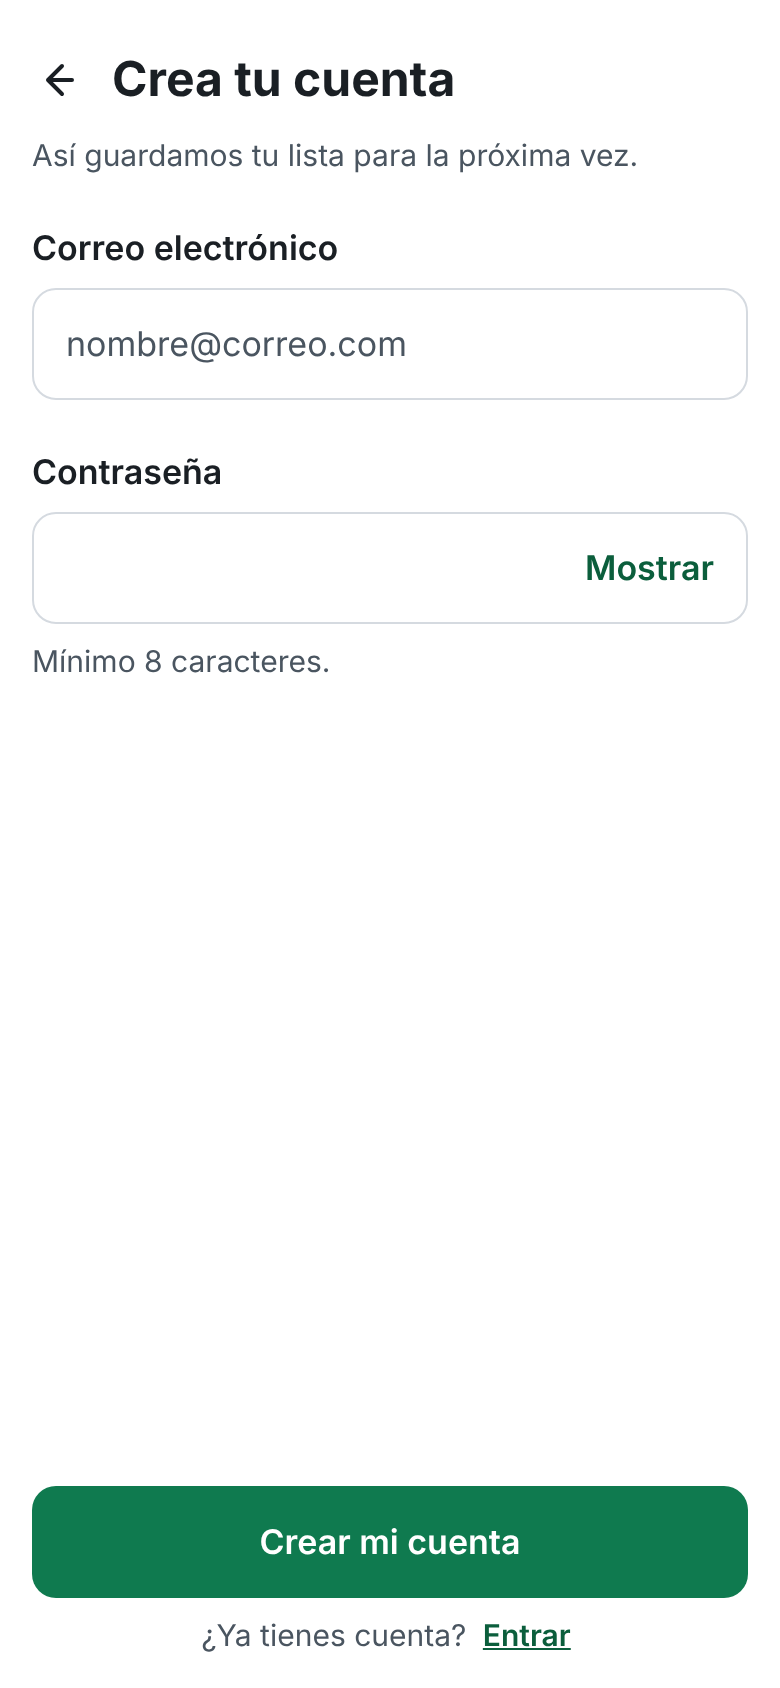 Crea tu cuenta
Así guardamos tu lista para la próxima vez.
Correo electrónico
nombre@correo.com
Contraseña
Mostrar
Mínimo 8 caracteres.
Crear mi cuenta
¿Ya tienes cuenta? Entrar